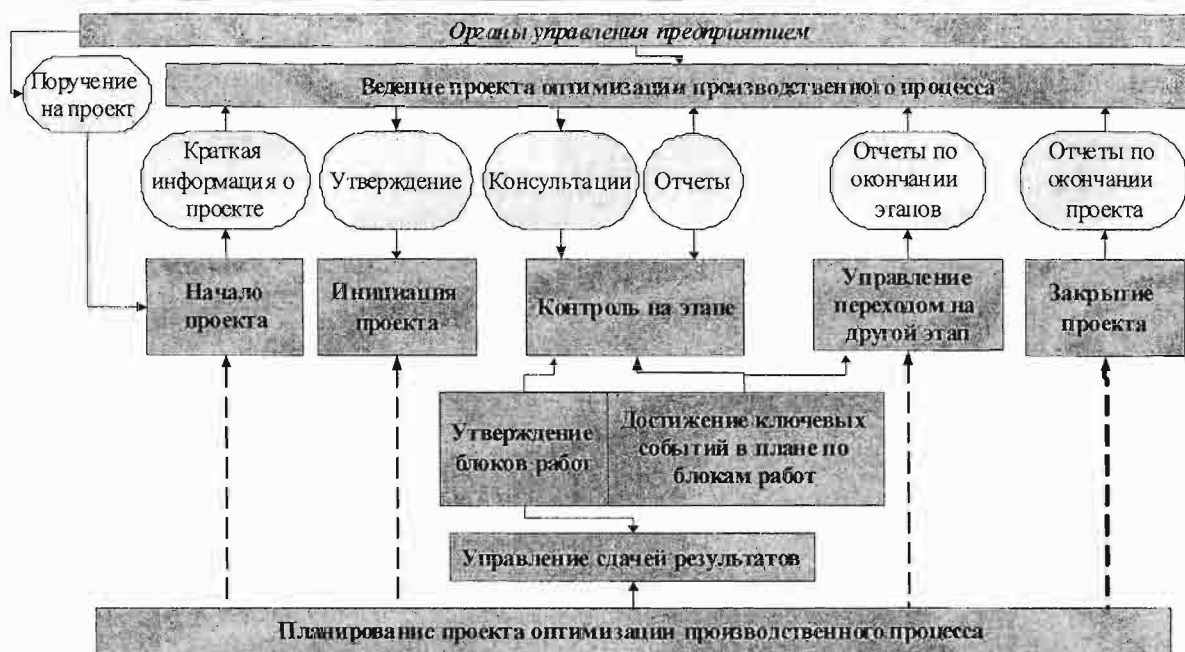 Органы управления предприятием
Поручение
на проект
Ведение проекта оптимизации производственного процесса
Краткая
информация о
проекте
Утверждение
Консультации
Отчеты
Отчеты по
окончании
этапов
Отчеты по
окончании
проекта
Начало
проекта
Инициация
проекта
Контроль на этапе
Управление
переходом на
другой этап
Закрытие
проекта
Утверждение
блоков работ
Достижение ключевых
событий в плане по
блокам работ
Управление сдачей результатов
Планирование проекта оптимизации производственного процесса